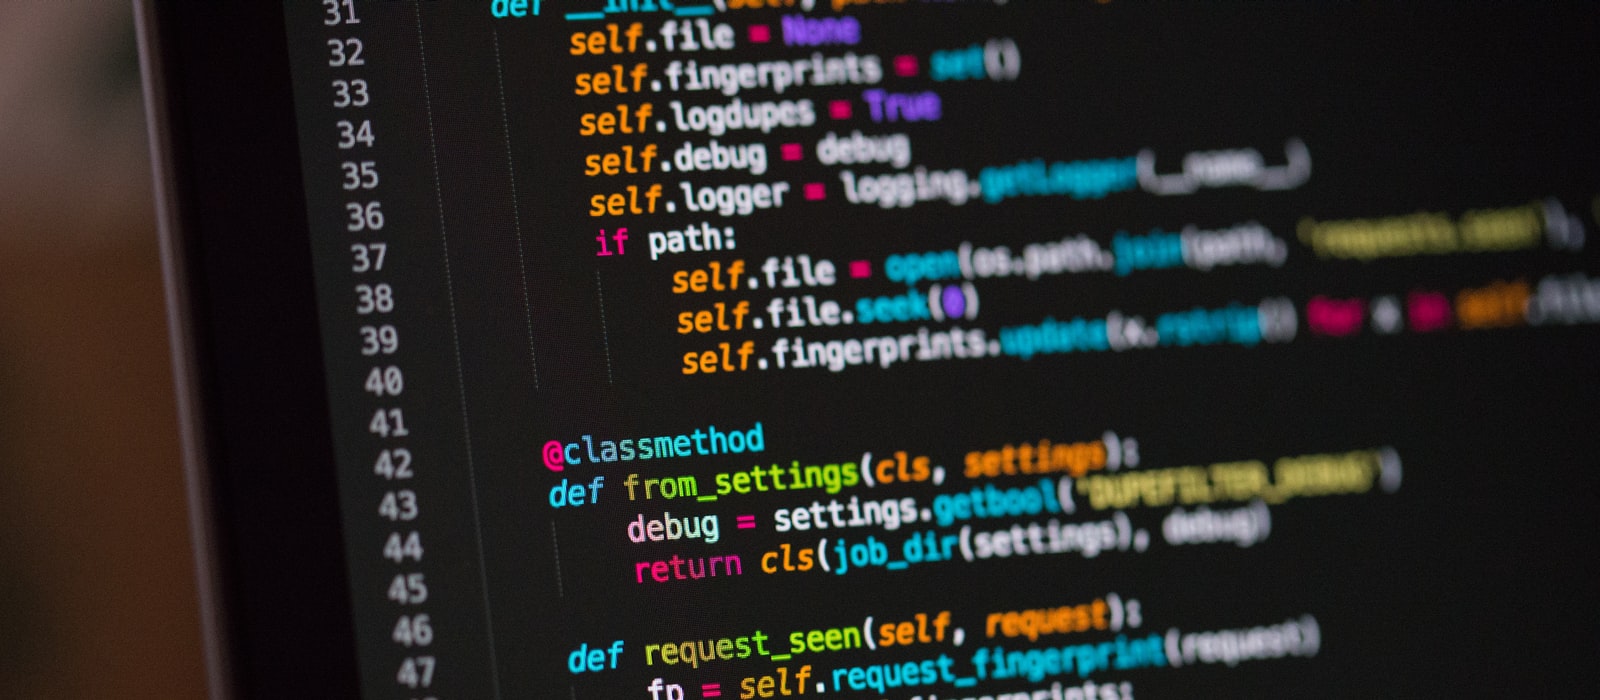 31 def __init__(self,
32 self.file = None
33 self.fingerprints = set()
34 self.logdupes = True
35 self.debug = debug
36 self.logger = logging.getLogger(__name__)
37 if path:
38 self.file = open(os.path.join(path, 'requests.seen'),
39 self.file.seek(0)
40 self.fingerprints.update(x.rstrip() for x in self.file
41
42 @classmethod
43 def from_settings(cls, settings):
44 debug = settings.getbool('DUPEFILTER_DEBUG')
45 return cls(job_dir(settings), debug)
46
47 def request_seen(self, request):
fp = self.request_fingerprint(request)
fingerprints: